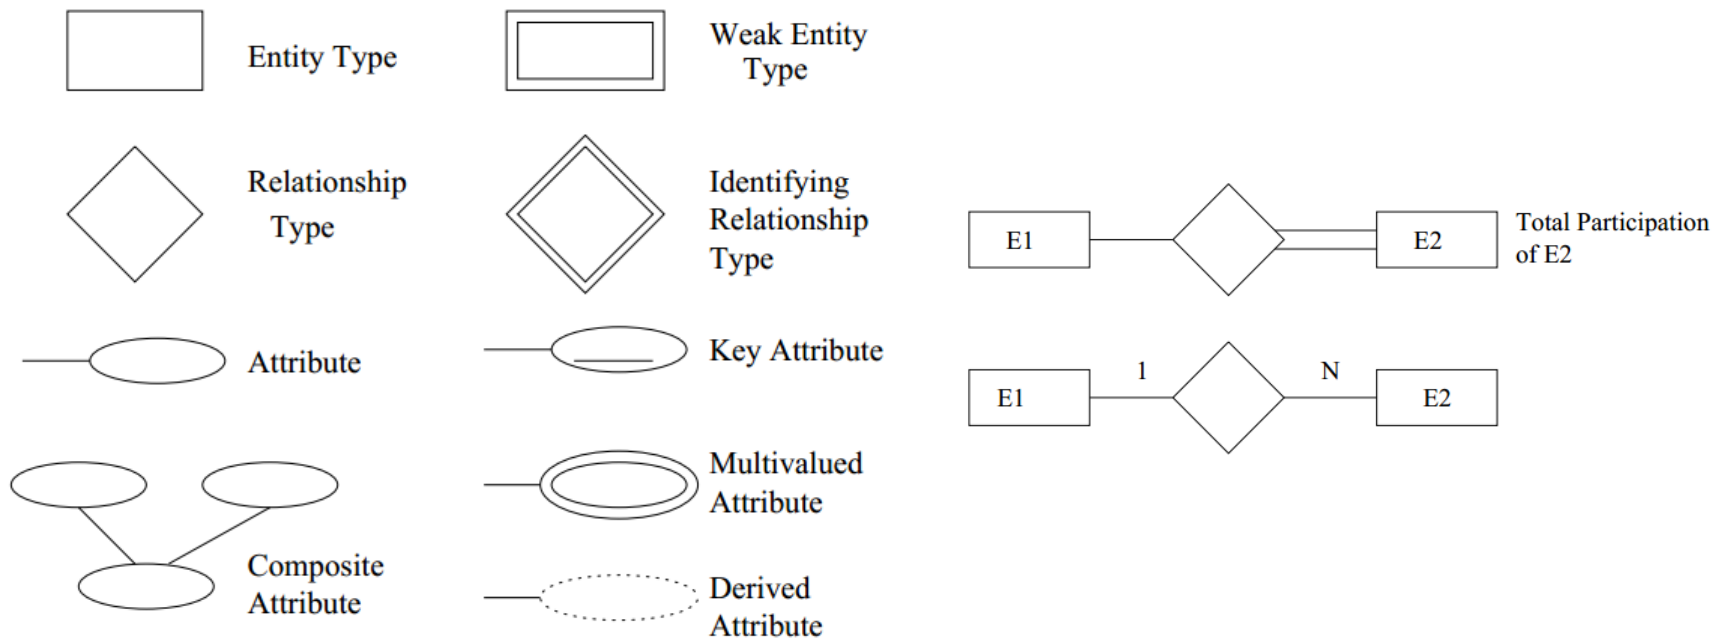 Entity Type
Weak Entity
Type
Relationship
Type
Identifying
Relationship
Type
Attribute
Key Attribute
Composite
Attribute
Multivalued
Attribute
Derived
Attribute
E1
E2
Total Participation
of E2
E1
1
N
E2